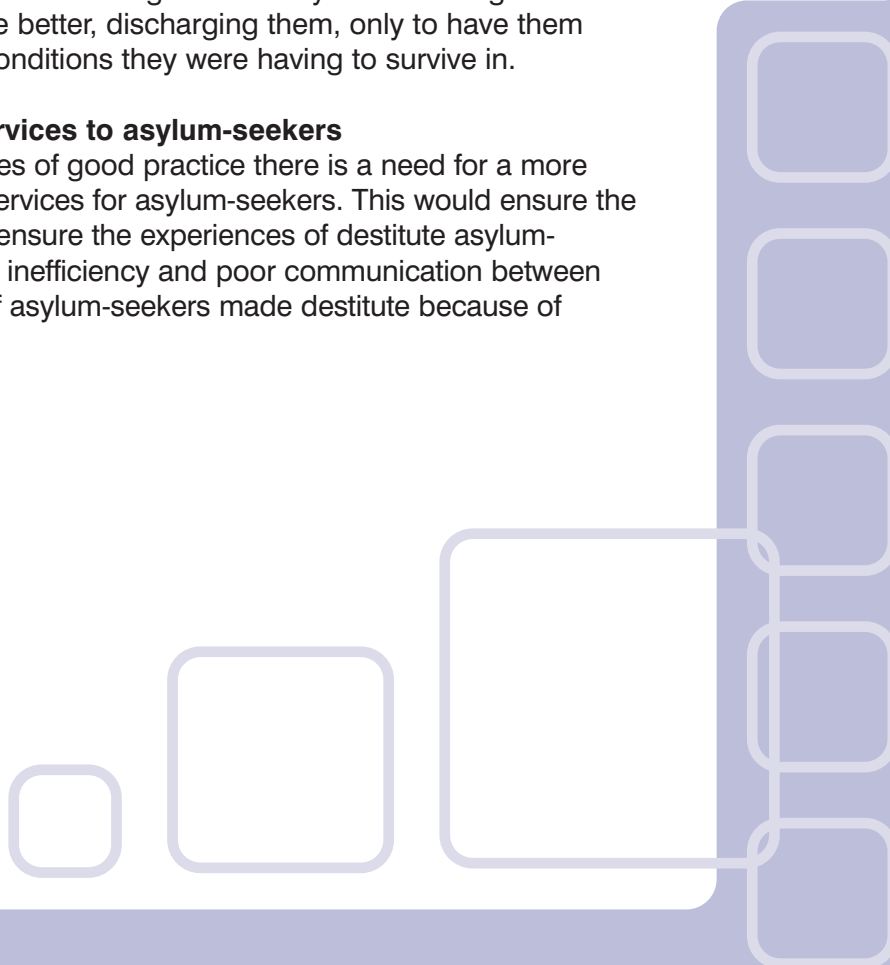 better, discharging them, only to have them
onditions they were having to survive in.
rvices to asylum-seekers
es of good practice there is a need for a more
ervices for asylum-seekers. This would ensure the
ensure the experiences of destitute asylum-
inefficiency and poor communication between
asylum-seekers made destitute because of